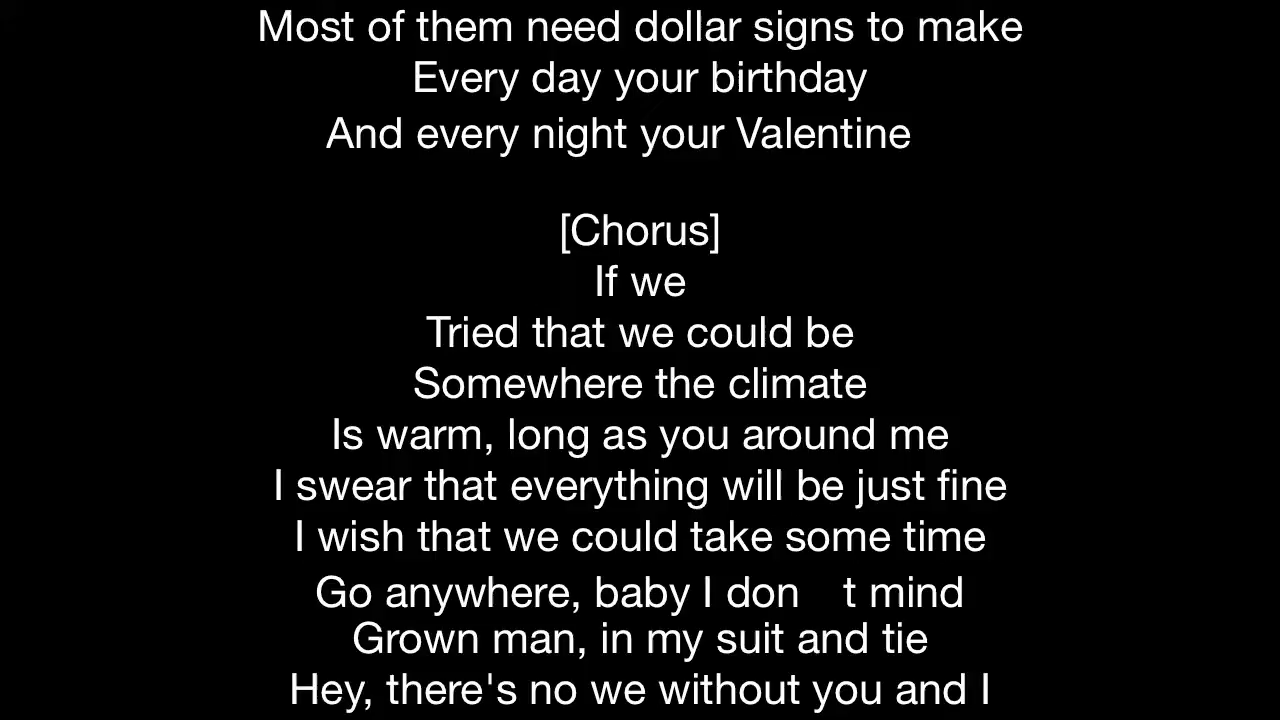 Most of them need dollar signs to make
Every day your birthday
And every night your Valentine
[Chorus]
If we
Tried that we could be
Somewhere the climate
Is warm, long as you around me
I swear that everything will be just fine
I wish that we could take some time
Go anywhere, baby I don t mind
Grown man, in my suit and tie
Hey, there's no we without you and I